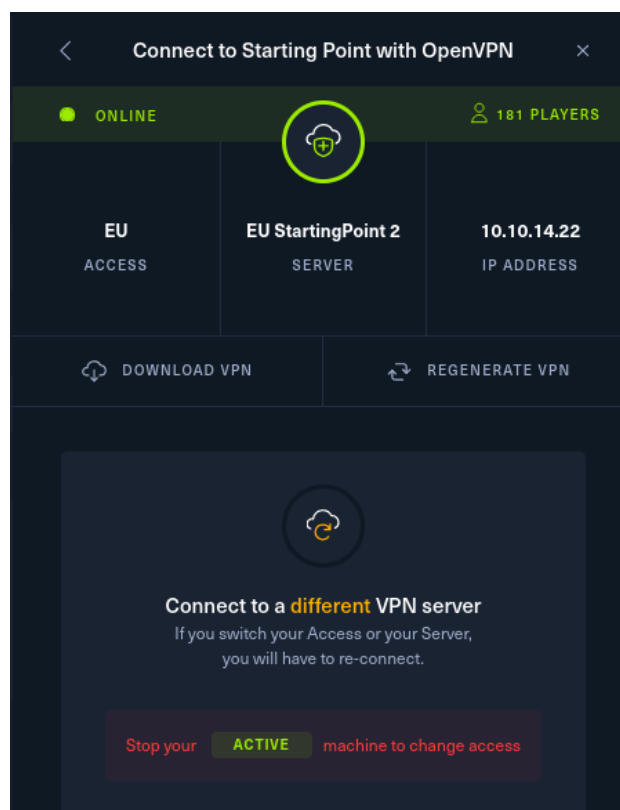 Connect to Starting Point with OpenVPN ×
ONLINE
181 PLAYERS
EU
ACCESS
EU StartingPoint 2
SERVER
10.10.14.22
IP ADDRESS
DOWNLOAD VPN
REGENERATE VPN
Connect to a different VPN server
If you switch your Access or your Server,
you will have to re-connect.
Stop your ACTIVE machine to change access